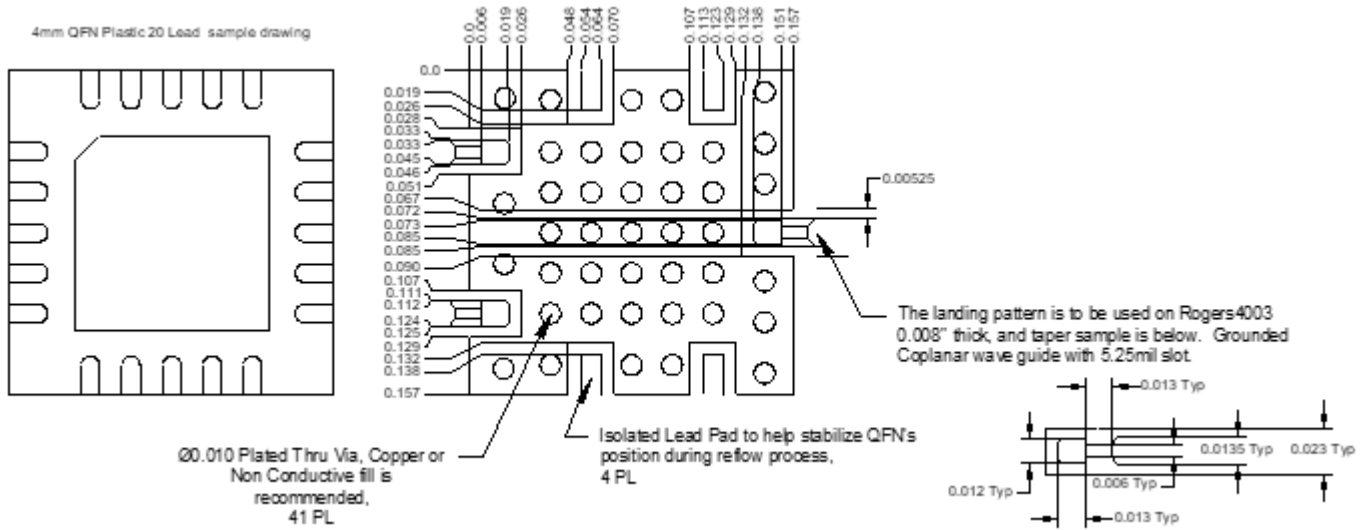 4mm QFN Plastic 20 Lead sample drawing
0.0
0.006
0.019
0.026
0.048
0.054
0.064
0.070
0.107
0.113
0.123
0.129
0.132
0.138
0.151
0.157
0.0
0.019
0.026
0.028
0.033
0.033
0.045
0.046
0.051
0.067
0.072
0.073
0.085
0.085
0.090
0.107
0.111
0.112
0.124
0.125
0.129
0.132
0.138
0.157
0.00525
The landing pattern is to be used on Rogers4003
0.008" thick, and taper sample is below. Grounded
Coplanar wave guide with 5.25mil slot.
Ø0.010 Plated Thru Via, Copper or
Non Conductive fill is
recommended,
41 PL
Isolated Lead Pad to help stabilize QFN's
position during reflow process,
4 PL
0.013 Typ
0.0135 Typ
0.023 Typ
0.012 Typ
0.006 Typ
0.013 Typ